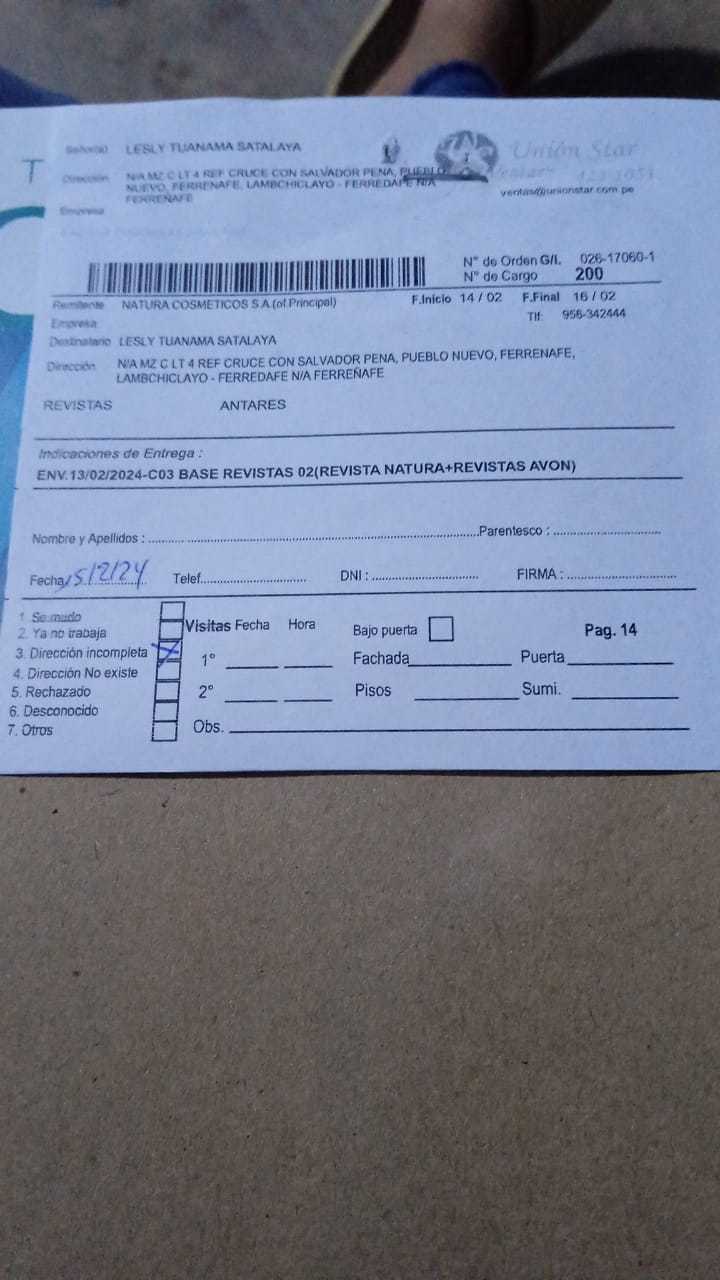 T
Señor(a) LESLY TUANAMA SATALAYA
Unión Star
Dirección N/A MZ C LT 4 REF CRUCE CON SALVADOR PENA, PUEBLO
Ventas
NUEVO, FERRENAFE, LAMBCHICLAYO - FERREDAFE N/A
FERREÑAFE
ventas@unionstar.com.pe
Empresa
N° de Orden G/I. 026-17060-1
N° de Cargo 200
Remitente NATURA COSMETICOS S.A (of.Principal) F.Inicio 14 / 02 F.Final 16 / 02
Empresa Tlf: 956-342444
Destinatario LESLY TUANAMA SATALAYA
Dirección N/A MZ C LT 4 REF CRUCE CON SALVADOR PENA, PUEBLO NUEVO, FERRENAFE,
LAMBCHICLAYO - FERREDAFE N/A FERREÑAFE
REVISTAS ANTARES
Indicaciones de Entrega :
ENV.13/02/2024-C03 BASE REVISTAS 02(REVISTA NATURA+REVISTAS AVON)
Nombre y Apellidos : Parentesco :
Fecha 15/2/24 Telef. DNI : FIRMA :
1. Se mudo
2. Ya no trabaja Visitas Fecha Hora Bajo puerta Pag. 14
3. Dirección incompleta 1° Fachada Puerta
4. Dirección No existe
5. Rechazado 2° Pisos Sumi.
6. Desconocido
7. Otros Obs.